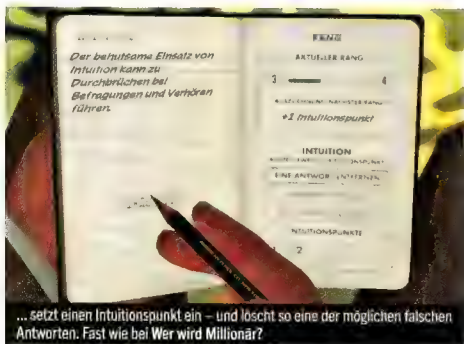 Der behutsame Einsatz von
Intuition kann zu
Durchbrüchen bei
Befragungen und Verhören
führen.
RANG
AKTUELLER RANG
3 4
NÄCHSTER RANG
+1 Intuitionspunkt
INTUITION
EINE ANTWORT ENTFERNEN
INTUITIONSPUNKTE
2
... setzt einen Intuitionspunkt ein – und löscht so eine der möglichen falschen
Antworten. Fast wie bei Wer wird Millionär?